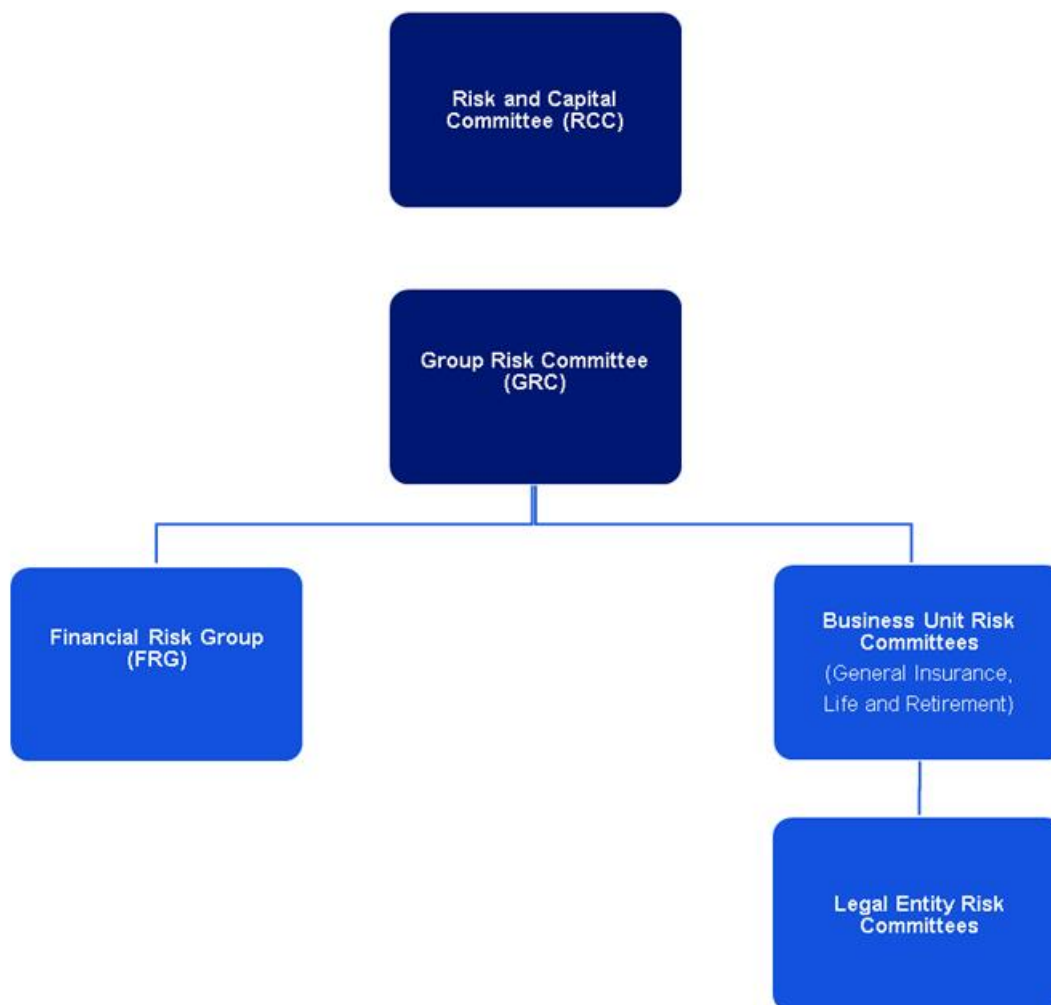 Risk and Capital
Committee (RCC)
Group Risk Committee
(GRC)
Financial Risk Group
(FRG)
Business Unit Risk
Committees
(General Insurance,
Life and Retirement)
Legal Entity Risk
Committees